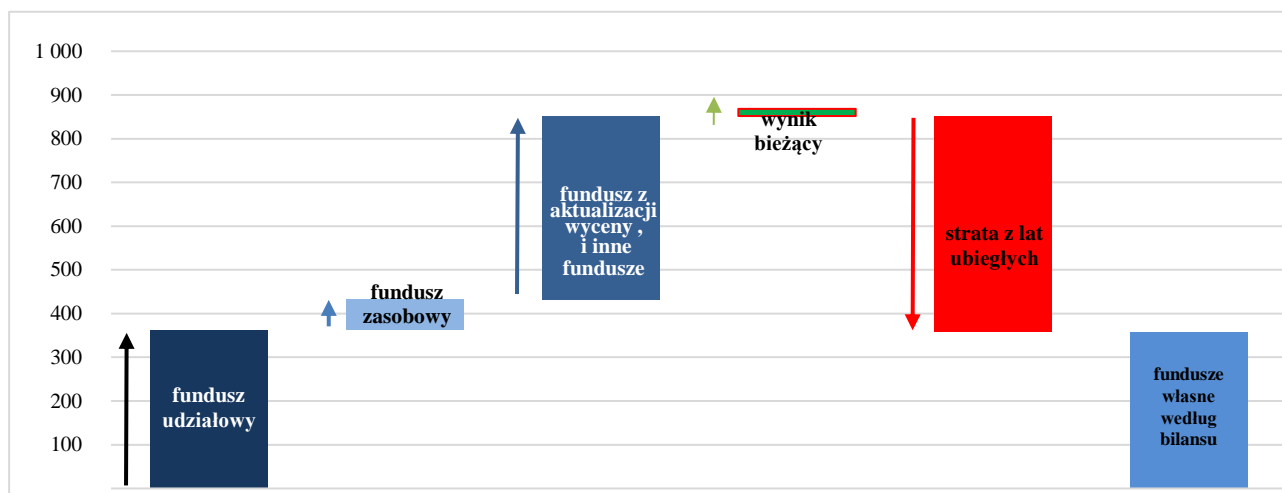 1 000
900
800
700
600
500
400
300
200
100
fundusz
udziałowy
fundusz
zasobowy
fundusz z
aktualizacji
wyceny ,
i inne
fundusze
wynik
bieżący
strata z lat
ubiegłych
fundusze
własne
według
bilansu